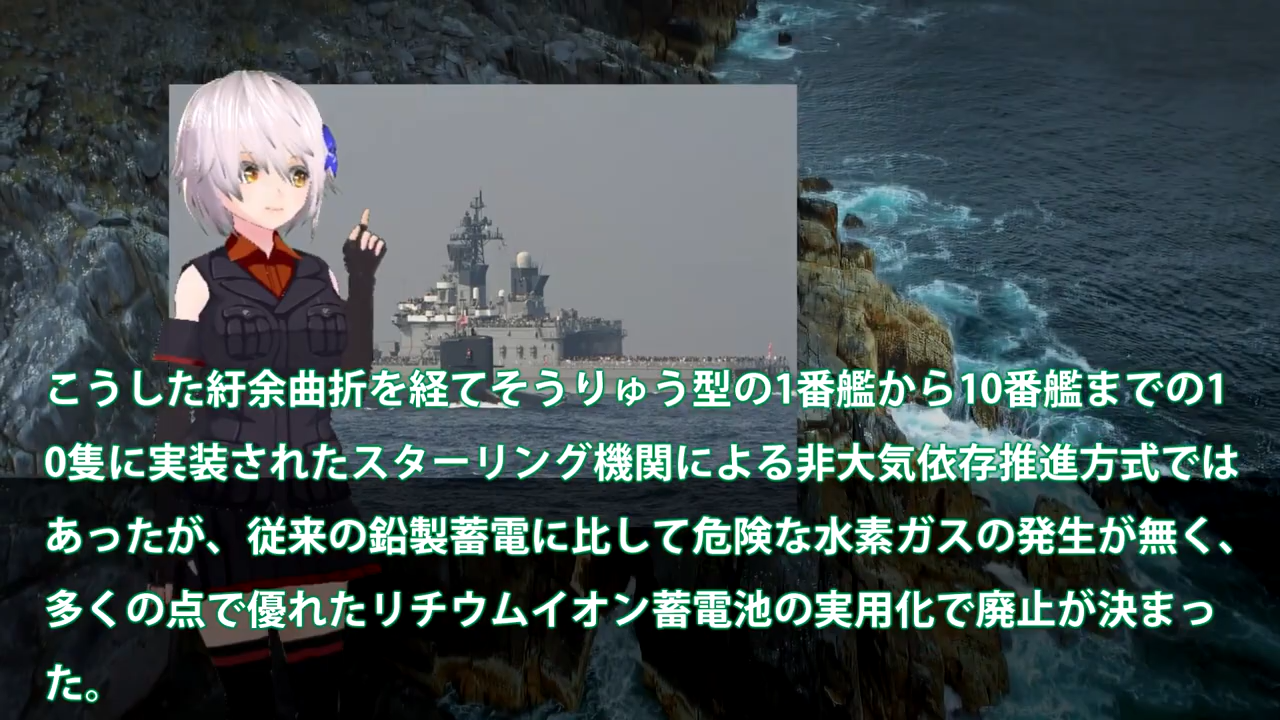 こうした紆余曲折を経てそうりゅう型の1番艦から10番艦までの1
0隻に実装されたスターリング機関による非大気依存推進方式では
あったが、従来の鉛製蓄電に比して危険な水素ガスの発生が無く、
多くの点で優れたリチウムイオン蓄電池の実用化で廃止が決まっ
た。